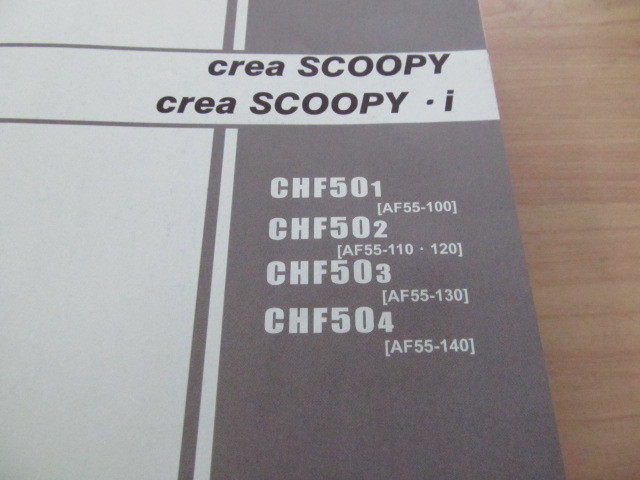 crea SCOOPY
crea SCOOPY・i
CHF501
[AF55-100]
CHF502
[AF55-110・120]
CHF503
[AF55-130]
CHF504
[AF55-140]